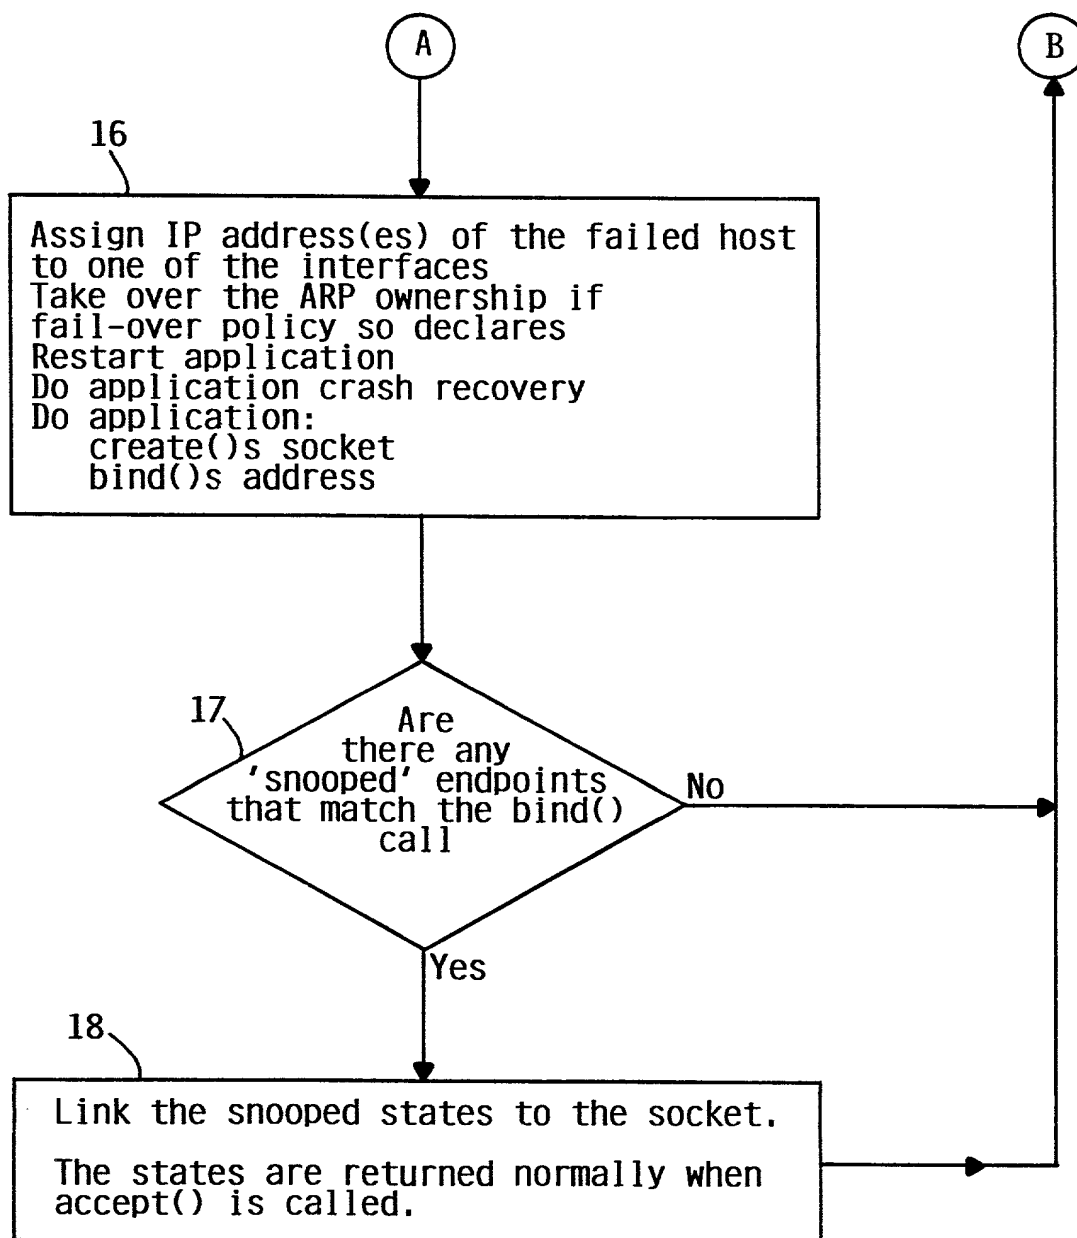 A
B
16
Assign IP address(es) of the failed host
to one of the interfaces
Take over the ARP ownership if
fail-over policy so declares
Restart application
Do application crash recovery
Do application:
create()s socket
bind()s address
17
Are
there any
'snooped' endpoints
that match the bind()
call
No
Yes
18
Link the snooped states to the socket.
The states are returned normally when
accept() is called.